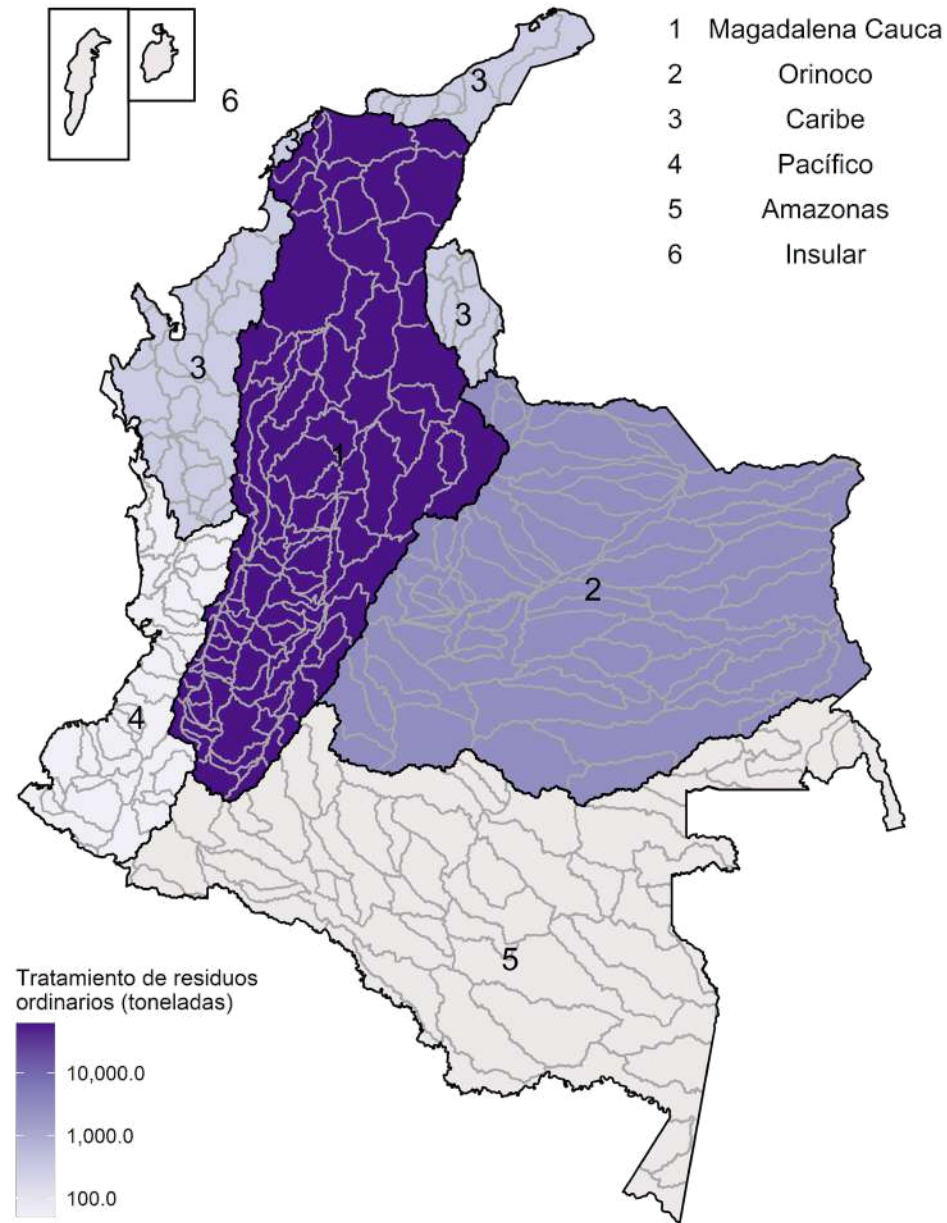 1 Magadalena Cauca
2 Orinoco
3 Caribe
4 Pacífico
5 Amazonas
6 Insular
6
3
3
3
3
1
2
4
5
Tratamiento de residuos
ordinarios (toneladas)
10,000.0
1,000.0
100.0